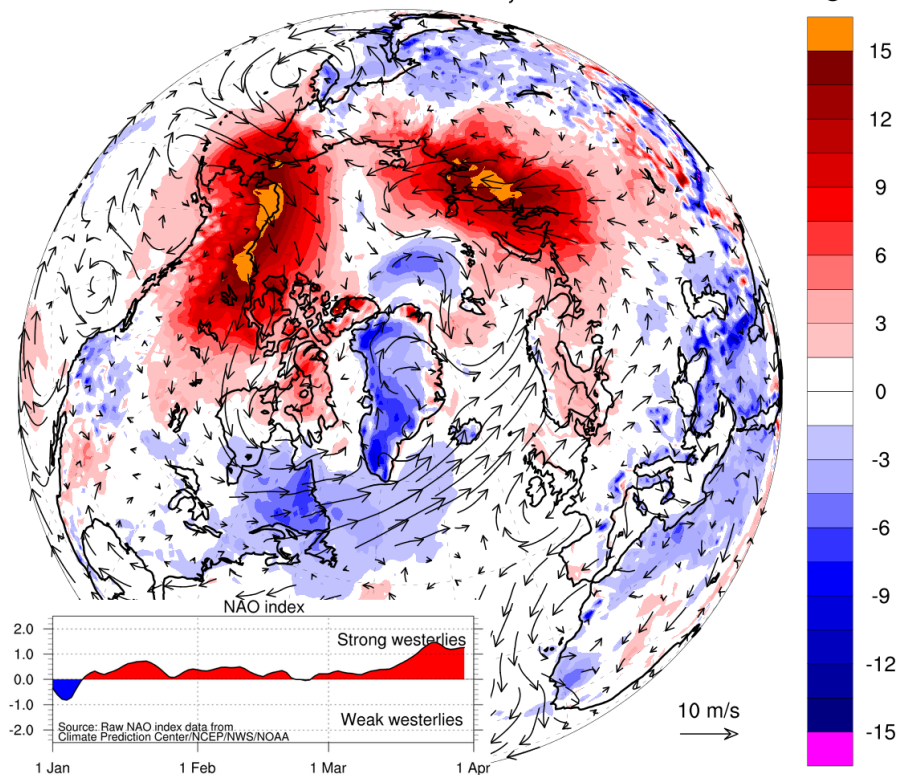 15
12
9
6
3
0
-3
-6
-9
-12
-15
10 m/s
NAO index
2.0
1.0
0.0
-1.0
-2.0
Strong westerlies
Weak westerlies
Source: Raw NAO index data from
Climate Prediction Center/NCEP/NWS/NOAA
1 Jan
1 Feb
1 Mar
1 Apr